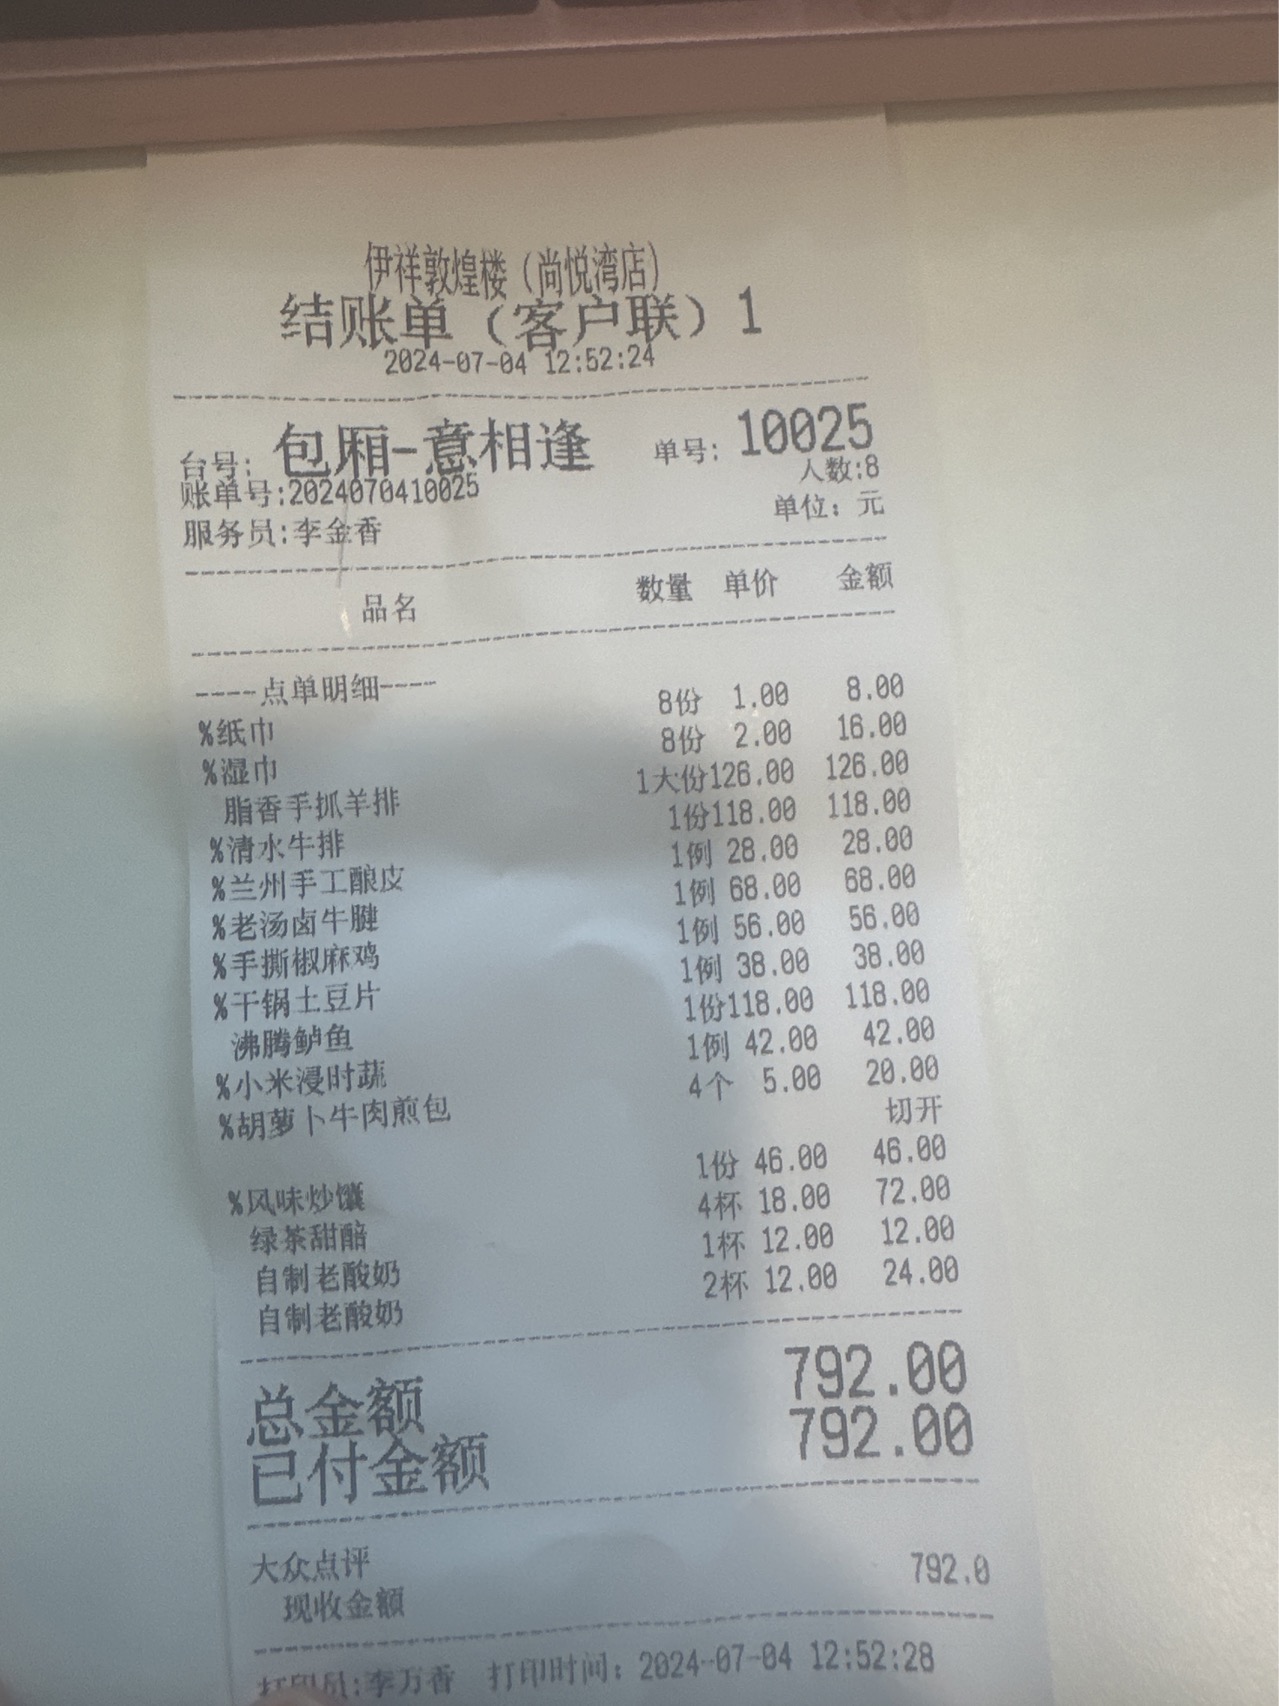 伊祥敦煌楼（尚悦湾店）
结账单（客户联）1
2024-07-04 12:52:24
台号: 包厢-意相逢 单号: 10025
账单号:2024070410025 人数:8
服务员:李金香 单位: 元
品名 数量 单价 金额
----点单明细----
%纸巾 8份 1.00 8.00
%湿巾 8份 2.00 16.00
脂香手抓羊排 1大份126.00 126.00
%清水牛排 1份118.00 118.00
%兰州手工酿皮 1例 28.00 28.00
%老汤卤牛腱 1例 68.00 68.00
%手撕椒麻鸡 1例 56.00 56.00
%干锅土豆片 1例 38.00 38.00
沸腾鲈鱼 1份118.00 118.00
%小米浸时蔬 1例 42.00 42.00
%胡萝卜牛肉煎包 4个 5.00 20.00
切开
%风味炒馕 1份 46.00 46.00
绿茶甜醅 4杯 18.00 72.00
自制老酸奶 1杯 12.00 12.00
自制老酸奶 2杯 12.00 24.00
总金额 792.00
已付金额 792.00
大众点评 792.0
现收金额
打印员:李万香 打印时间: 2024-07-04 12:52:28